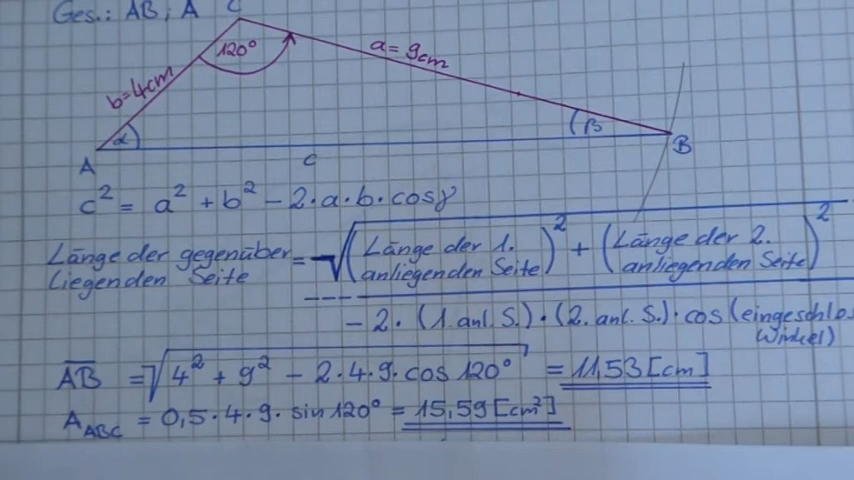 Ges.: AB; A C
120°
a = 9cm
b = 4cm
α
β
A
c
B
c² = a² + b² - 2·a·b·cosγ
Länge der gegenüber = √(Länge der 1.)² + (Länge der 2.)²
liegenden Seite anliegenden Seite anliegenden Seite
- 2·(1. anl. S.)·(2. anl. S.)·cos(eingeschlo
Winkel)
AB = √4² + 9² - 2·4·9·cos 120° = 11,53 [cm]
A ABC = 0,5·4·9·sin 120° = 15,59 [cm²]